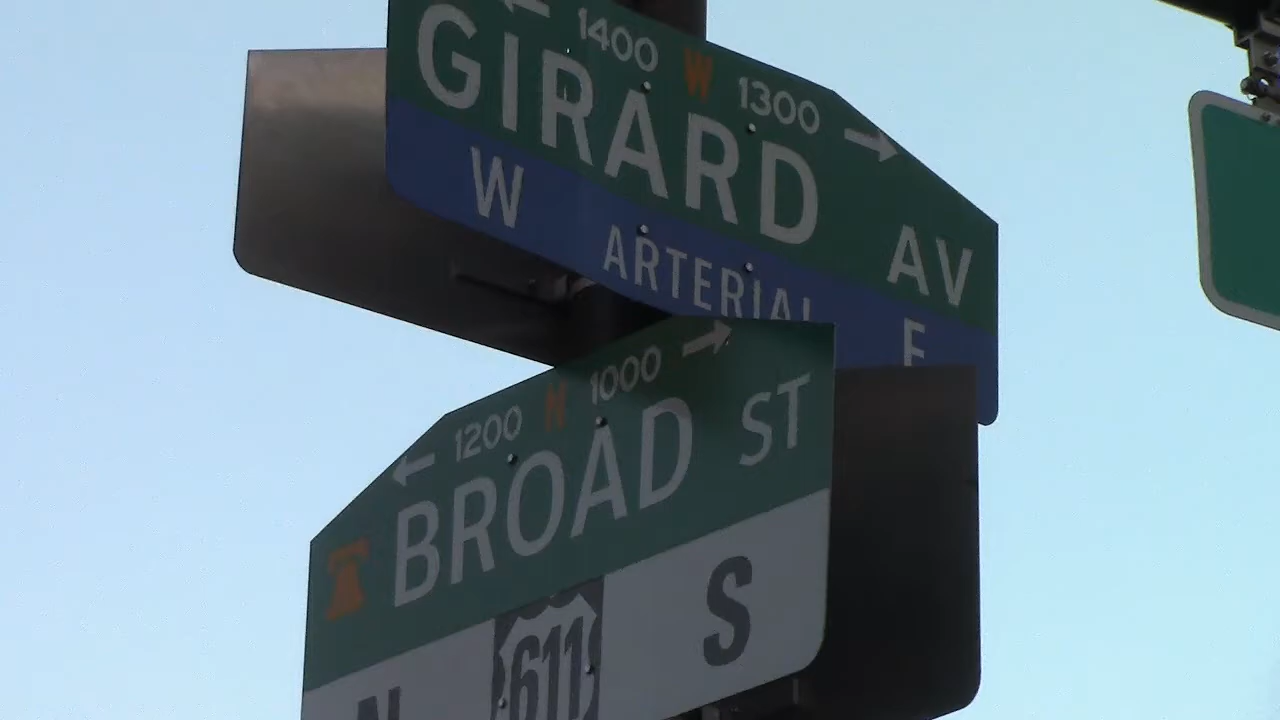 ← 1400 W 1300 →
GIRARD AV
W ARTERIAL E
← 1200 N 1000 →
BROAD ST
N 611 S